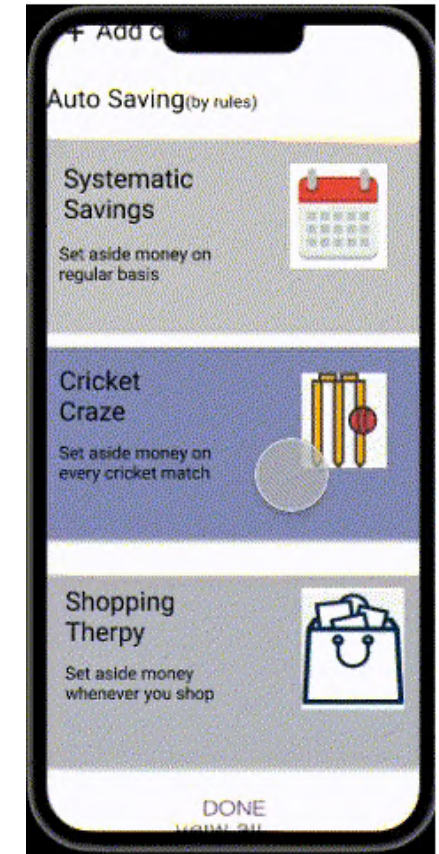 + Add c
Auto Saving(by rules)
Systematic
Savings
Set aside money on
regular basis
Cricket
Craze
Set aside money on
every cricket match
Shopping
Therpy
Set aside money
whenever you shop
DONE